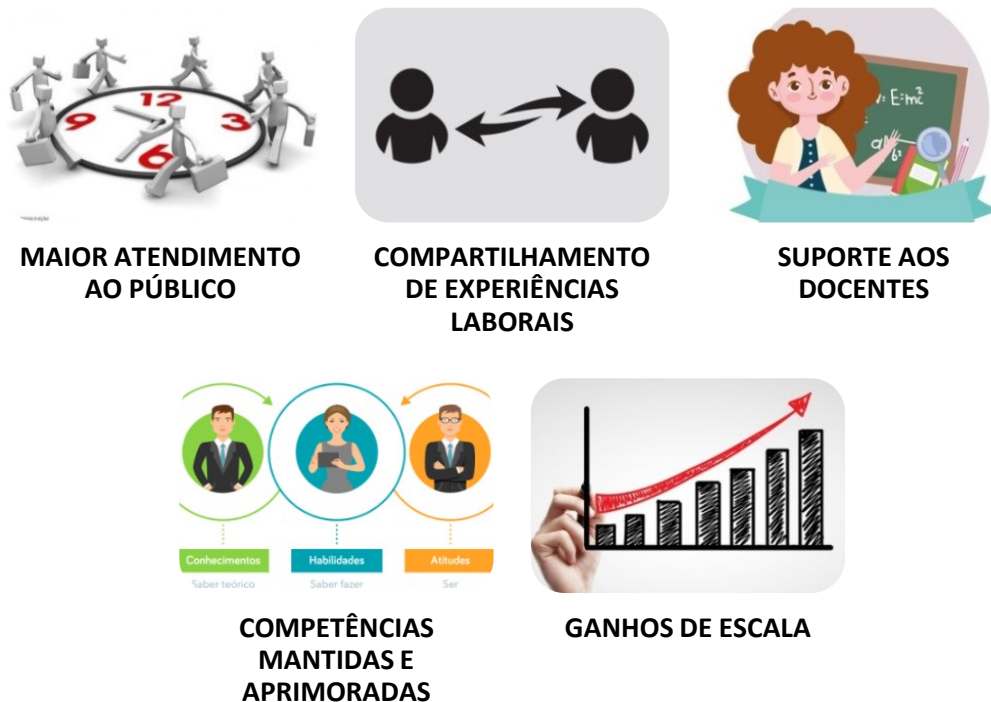 12
9
3
6
E=mc²
MAIOR ATENDIMENTO
AO PÚBLICO
COMPARTILHAMENTO
DE EXPERIÊNCIAS
LABORAIS
SUPORTE AOS
DOCENTES
Conhecimentos
Habilidades
Atitudes
Saber teórico
Saber fazer
Ser
COMPETÊNCIAS
MANTIDAS E
APRIMORADAS
GANHOS DE ESCALA